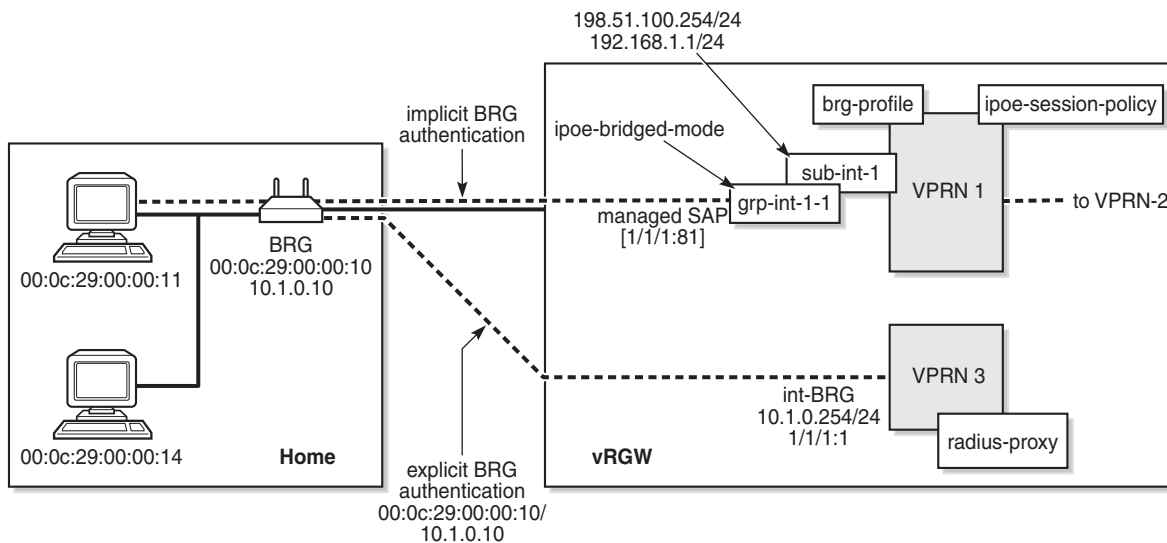 198.51.100.254/24
192.168.1.1/24
implicit BRG
authentication
ipoe-bridged-mode
brg-profile
ipoe-session-policy
sub-int-1
VPRN 1
grp-int-1-1
managed SAP
[1/1/1:81]
to VPRN-2
BRG
00:0c:29:00:00:10
10.1.0.10
00:0c:29:00:00:11
00:0c:29:00:00:14
Home
explicit BRG
authentication
00:0c:29:00:00:10/
10.1.0.10
int-BRG
10.1.0.254/24
1/1/1:1
VPRN 3
radius-proxy
vRGW